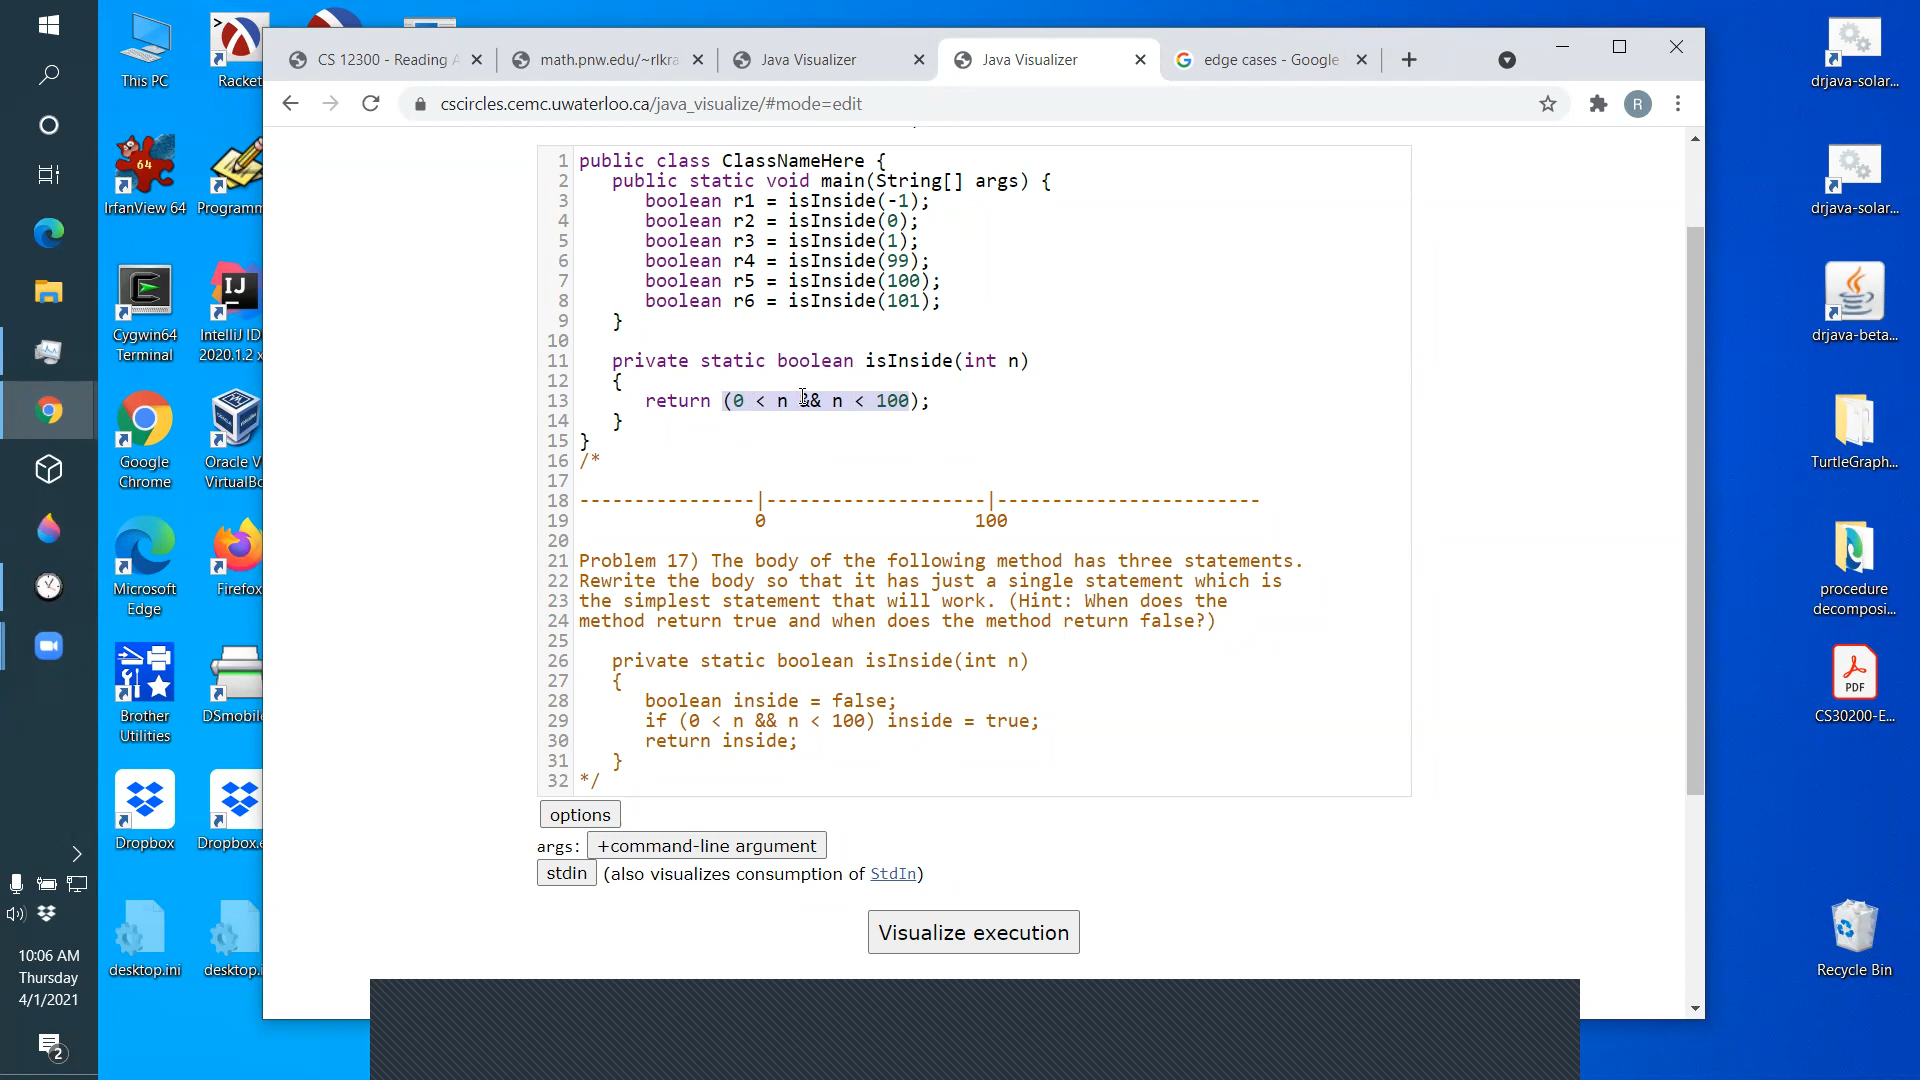 This PC
Racket
IrfanView 64
Programm
Cygwin64
Terminal
IntelliJ ID
2020.1.2 x
Google
Chrome
Oracle V
VirtualBo
Microsoft
Edge
Firefox
Brother
Utilities
DSmobil
Dropbox
Dropbox.e
desktop.ini
desktop.i
10:06 AM
Thursday
4/1/2021
2
CS 12300 - Reading A
math.pnw.edu/~rlkra
Java Visualizer
Java Visualizer
edge cases - Google
cscircles.cemc.uwaterloo.ca/java_visualize/#mode=edit
R
1 public class ClassNameHere {
2    public static void main(String[] args) {
3       boolean r1 = isInside(-1);
4       boolean r2 = isInside(0);
5       boolean r3 = isInside(1);
6       boolean r4 = isInside(99);
7       boolean r5 = isInside(100);
8       boolean r6 = isInside(101);
9    }
10
11    private static boolean isInside(int n)
12    {
13       return (0 < n && n < 100);
14    }
15 }
16 /*
17
18 ----------------|--------------------|------------------------
19                 0                   100
20
21 Problem 17) The body of the following method has three statements.
22 Rewrite the body so that it has just a single statement which is
23 the simplest statement that will work. (Hint: When does the
24 method return true and when does the method return false?)
25
26    private static boolean isInside(int n)
27    {
28       boolean inside = false;
29       if (0 < n && n < 100) inside = true;
30       return inside;
31    }
32 */
options
args: +command-line argument
stdin (also visualizes consumption of StdIn)
Visualize execution
drjava-solar...
drjava-solar...
drjava-beta...
TurtleGraph...
procedure
decomposi...
PDF
CS30200-E...
Recycle Bin